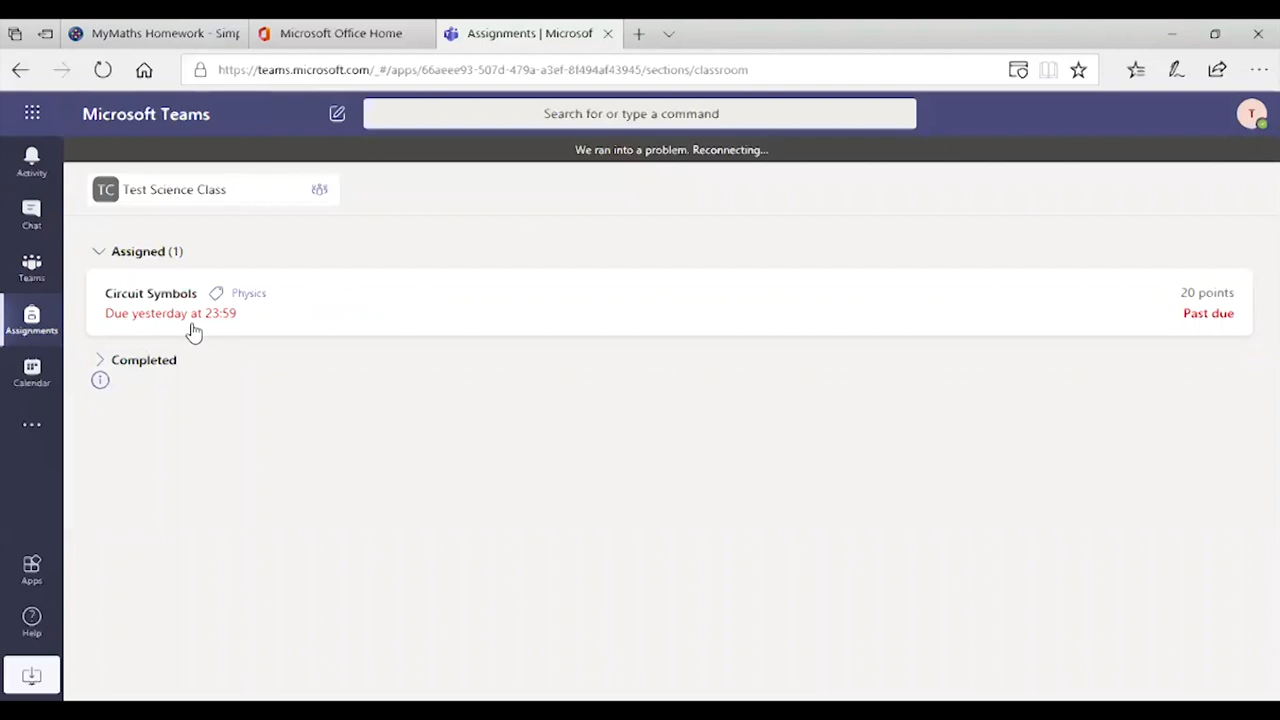 MyMaths Homework - Simp
Microsoft Office Home
Assignments | Microsof
https://teams.microsoft.com/_#/apps/66aeee93-507d-479a-a3ef-8f494af43945/sections/classroom
Microsoft Teams
Search for or type a command
T
We ran into a problem. Reconnecting...
Activity
Chat
Teams
Assignments
Calendar
Apps
Help
TC Test Science Class
Assigned (1)
Circuit Symbols Physics 20 points
Due yesterday at 23:59 Past due
Completed